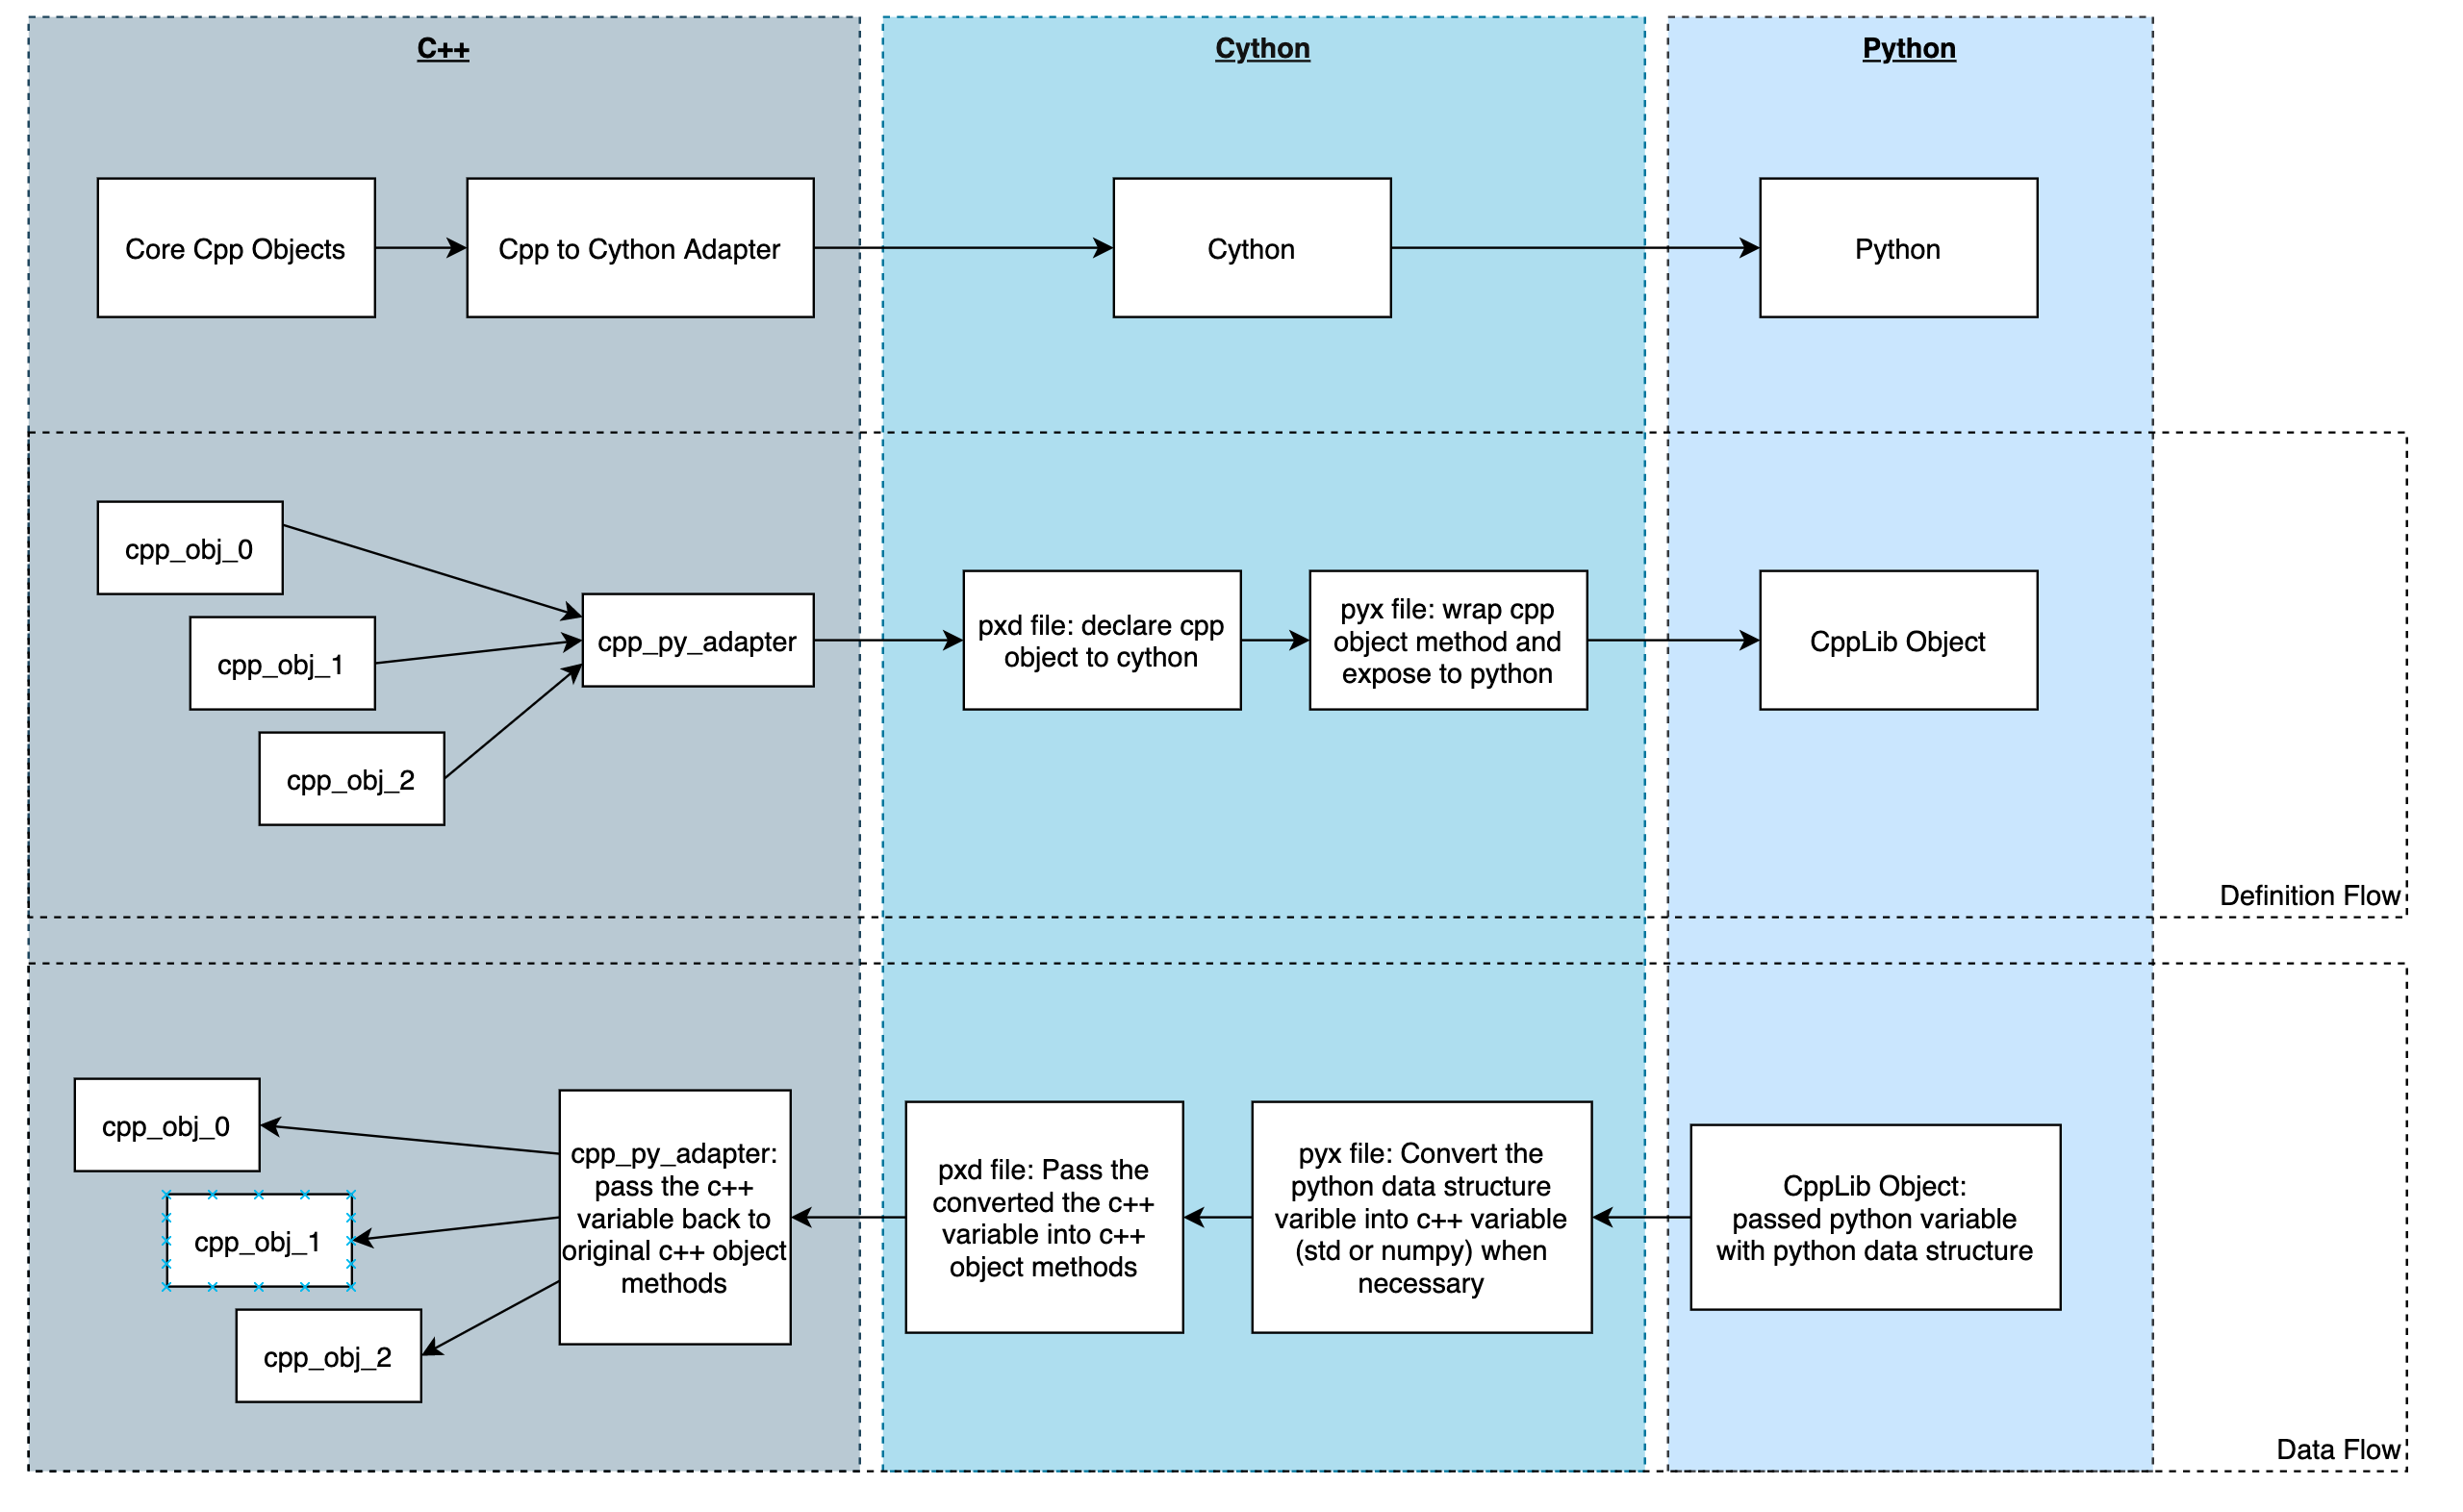 C++
Cython
Python
Core Cpp Objects
Cpp to Cython Adapter
Cython
Python
cpp_obj_0
cpp_obj_1
cpp_obj_2
cpp_py_adapter
pxd file: declare cpp
object to cython
pyx file: wrap cpp
object method and
expose to python
CppLib Object
Definition Flow
cpp_obj_0
cpp_obj_1
cpp_obj_2
cpp_py_adapter:
pass the c++
variable back to
original c++ object
methods
pxd file: Pass the
converted the c++
variable into c++
object methods
pyx file: Convert the
python data structure
varible into c++ variable
(std or numpy) when
necessary
CppLib Object:
passed python variable
with python data structure
Data Flow